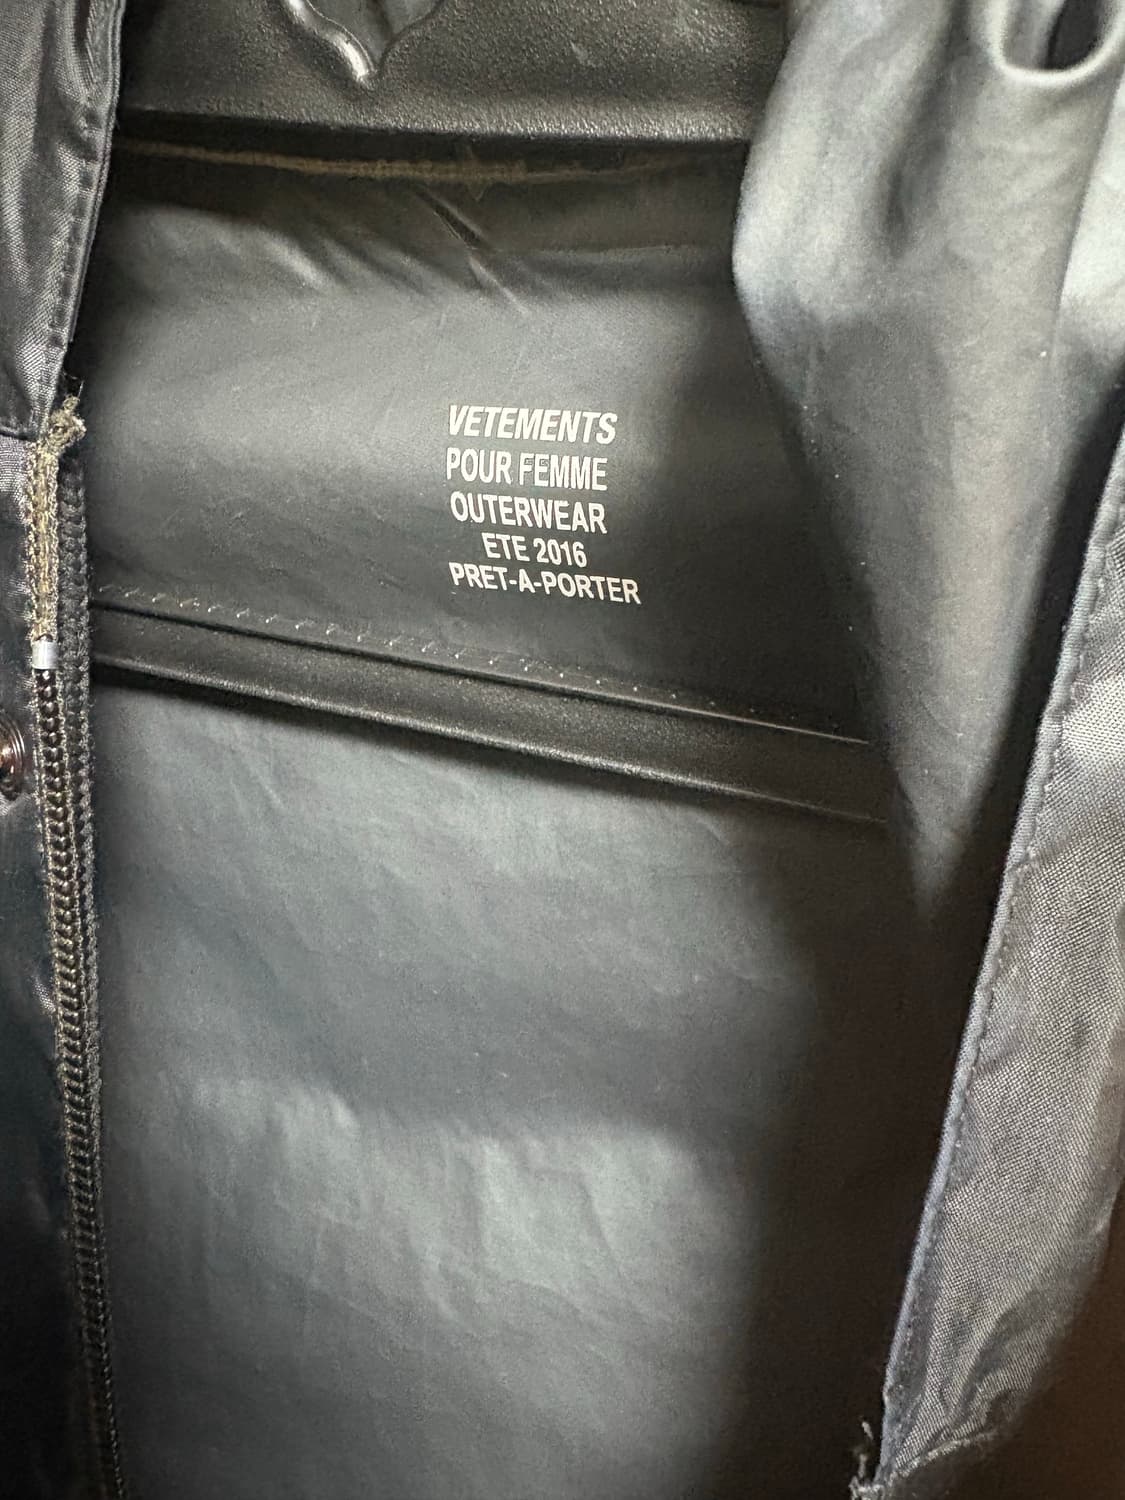 VETEMENTS
POUR FEMME
OUTERWEAR
ETE 2016
PRET-A-PORTER